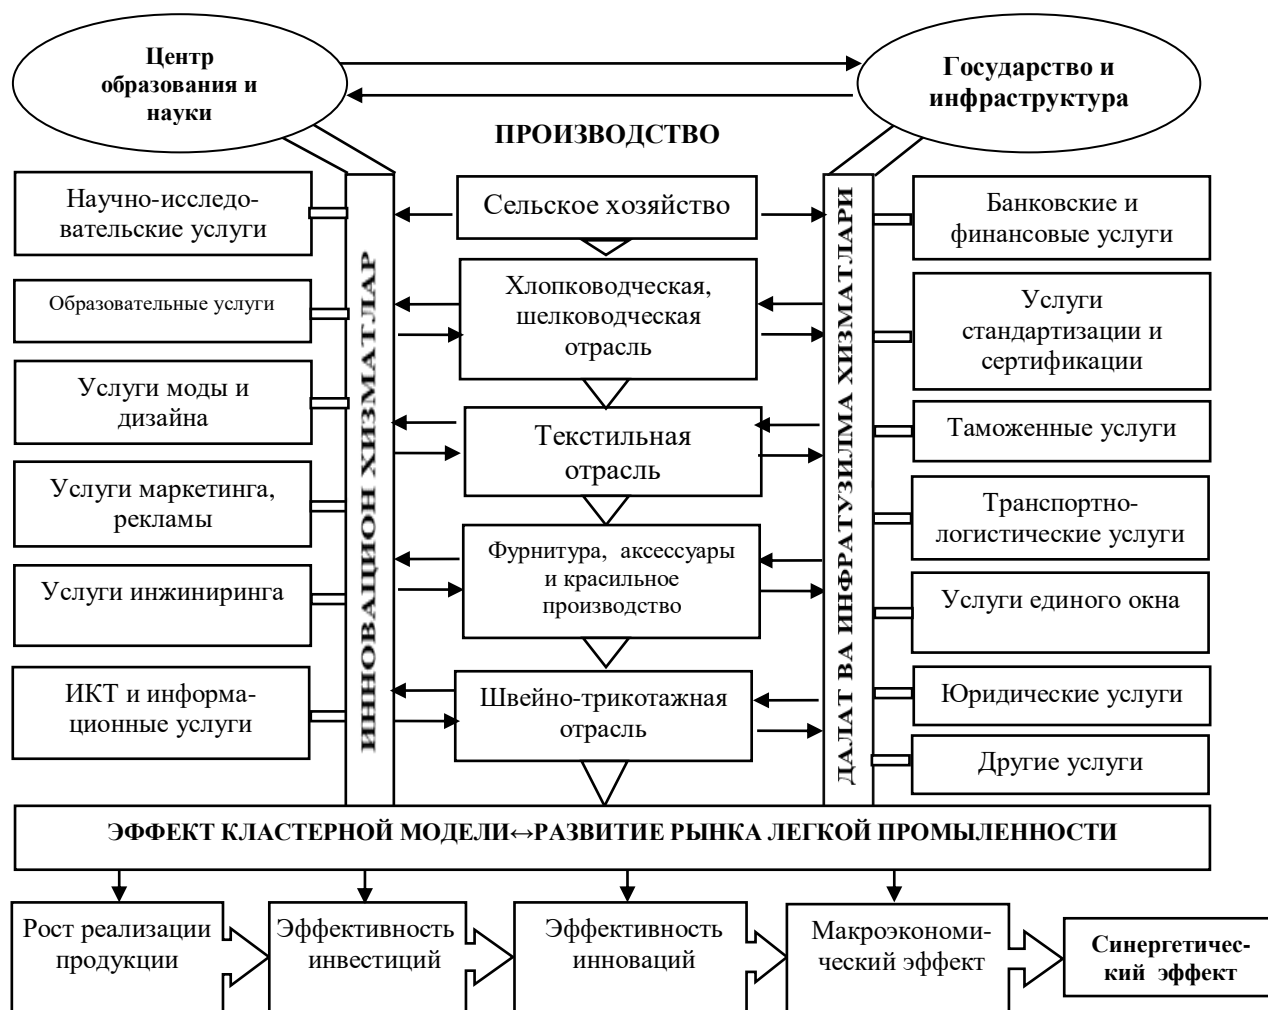 Центр
образования и
науки
Государство и
инфраструктура
ПРОИЗВОДСТВО
Научно-исследо-
вательские услуги
Образовательные услуги
Услуги моды и
дизайна
Услуги маркетинга,
рекламы
Услуги инжиниринга
ИКТ и информа-
ционные услуги
ИННОВАЦИОН ХИЗМАТЛАР
Сельское хозяйство
Хлопководческая,
шелководческая
отрасль
Текстильная
отрасль
Фурнитура, аксессуары
и красильное
производство
Швейно-трикотажная
отрасль
ДАЛАТ ВА ИНФРАТУЗИЛМА ХИЗМАТЛАРИ
Банковские и
финансовые услуги
Услуги
стандартизации и
сертификации
Таможенные услуги
Транспортно-
логистические услуги
Услуги единого окна
Юридические услуги
Другие услуги
ЭФФЕКТ КЛАСТЕРНОЙ МОДЕЛИ↔РАЗВИТИЕ РЫНКА ЛЕГКОЙ ПРОМЫЛЕННОСТИ
Рост реализации
продукции
Эффективность
инвестиций
Эффективность
инноваций
Макроэкономи-
ческий эффект
Синергетичес-
кий эффект